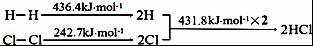 H—H 436.4kJ·mol⁻¹ 2H
431.8kJ·mol⁻¹×2 2HCl
Cl—Cl 242.7kJ·mol⁻¹ 2Cl